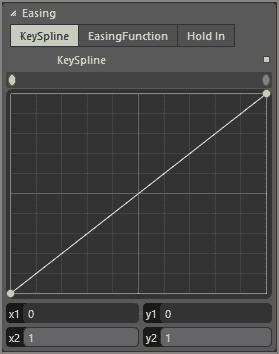 Easing
KeySpline EasingFunction Hold In
KeySpline
x1 0 y1 0
x2 1 y2 1